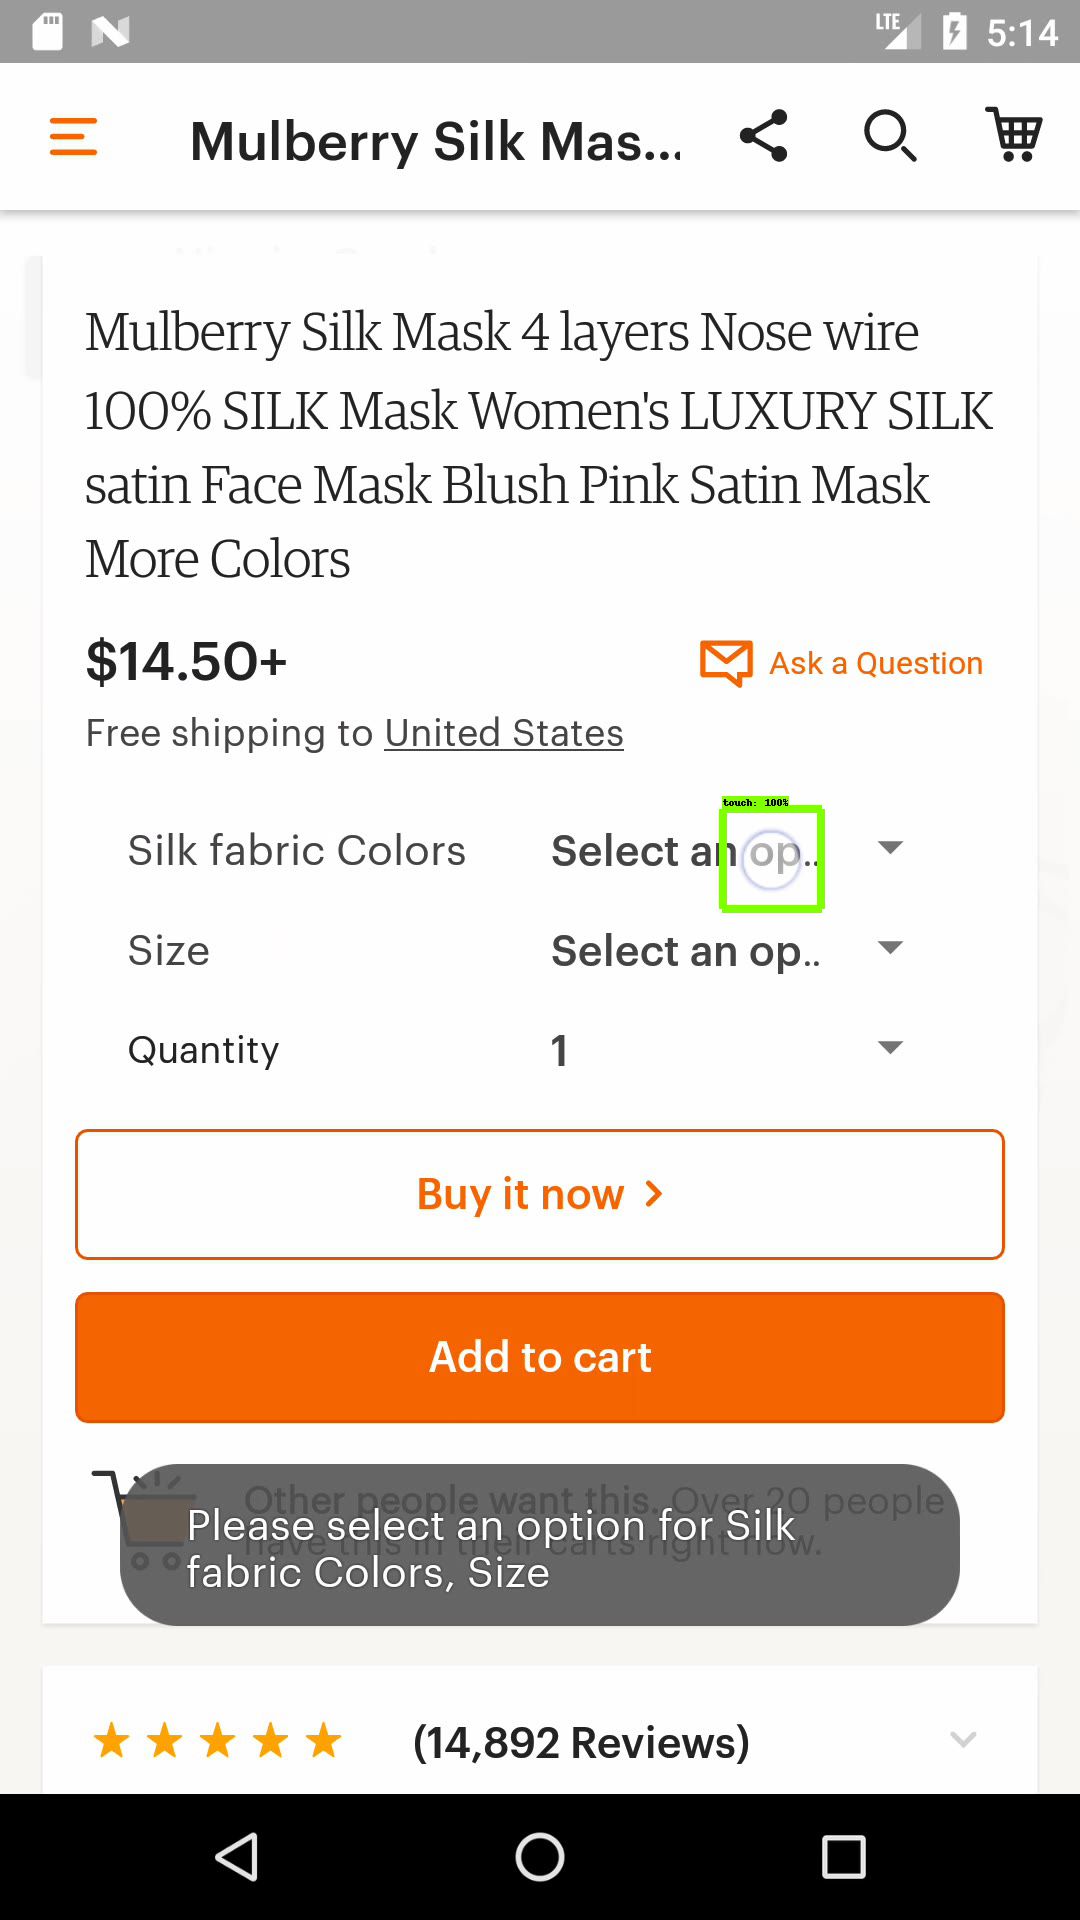 LTE 5:14
Mulberry Silk Mas...
Mulberry Silk Mask 4 layers Nose wire
100% SILK Mask Women's LUXURY SILK
satin Face Mask Blush Pink Satin Mask
More Colors
$14.50+
Ask a Question
Free shipping to United States
touch: 100%
Silk fabric Colors Select an op..
Size Select an op..
Quantity 1
Buy it now
Add to cart
Other people want this. Over 20 people
have this in their carts right now.
Please select an option for Silk
fabric Colors, Size
(14,892 Reviews)